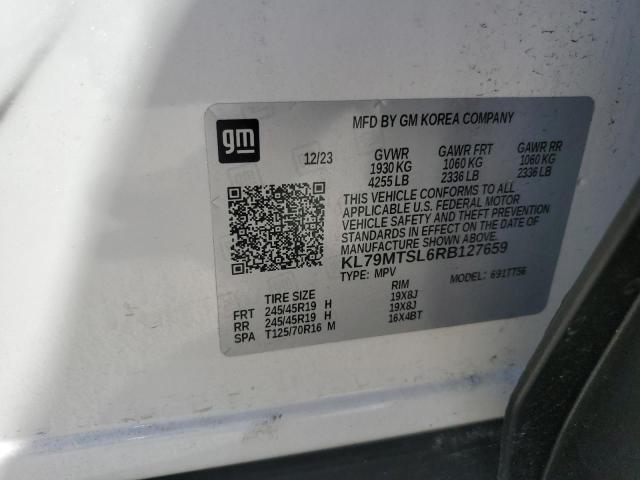 MFD BY GM KOREA COMPANY
gm
12/23 GVWR GAWR FRT GAWR RR
1930 KG 1060 KG 1060 KG
4255 LB 2336 LB 2336 LB
THIS VEHICLE CONFORMS TO ALL
APPLICABLE U.S. FEDERAL MOTOR
VEHICLE SAFETY AND THEFT PREVENTION
STANDARDS IN EFFECT ON THE DATE OF
MANUFACTURE SHOWN ABOVE.
KL79MTSL6RB127659
TYPE: MPV MODEL: 691TT56
TIRE SIZE RIM
FRT 245/45R19 H 19X8J
RR 245/45R19 H 19X8J
SPA T125/70R16 M 16X4BT